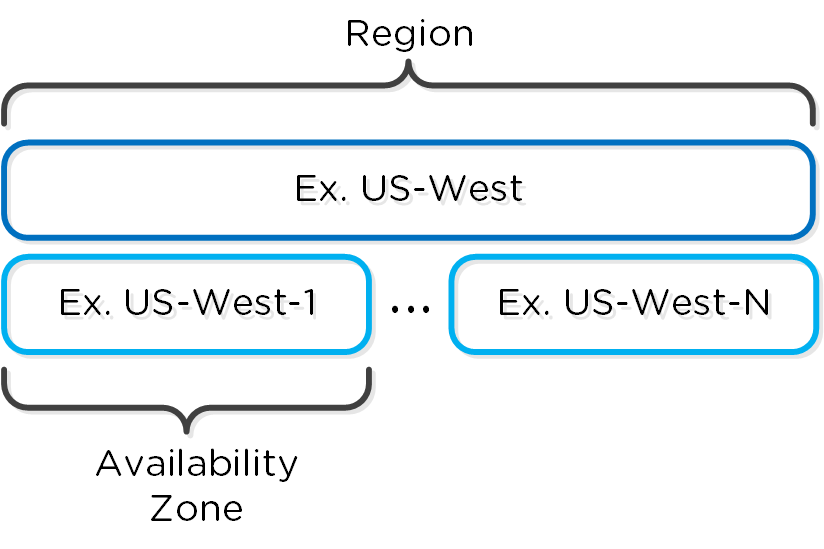 Region
Ex. US-West
Ex. US-West-1 ... Ex. US-West-N
Availability
Zone